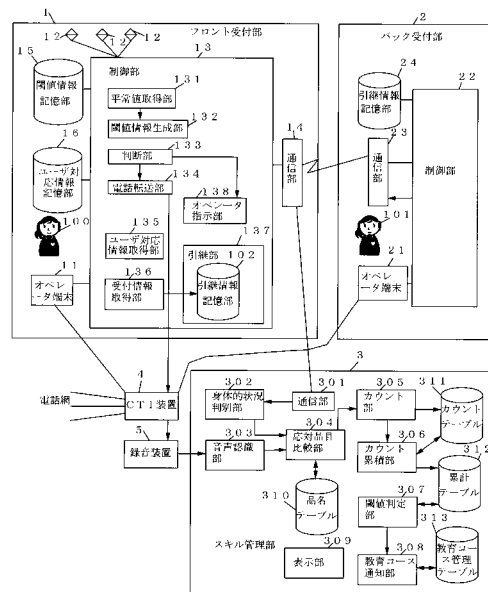 1
フロント受付部
12
12
12
15
閾値情報
記憶部
13
制御部
131
平常値取得部
132
閾値情報生成部
133
判断部
134
電話転送部
16
ユーザ対
応情報
記憶部
138
オペレータ
指示部
14
通信部
100
135
ユーザ対応
情報取得部
137
引継部
102
引継情報
記憶部
136
受付情報
取得部
11
オペレ
ータ端末
2
バック受付部
24
引継情報
記憶部
22
制御部
23
通信部
101
21
オペレ
ータ端末
3
4
CTI装置
電話網
5
録音装置
302
身体的状況
判別部
301
通信部
303
音声認識
部
304
応対品目
比較部
305
カウント
部
311
カウント
テーブル
306
カウント
累積部
312
累計
テーブル
310
品名
テーブル
307
閾値判定
部
313
教育コー
ス管理
テーブル
308
教育コース
通知部
309
表示部
スキル管理部